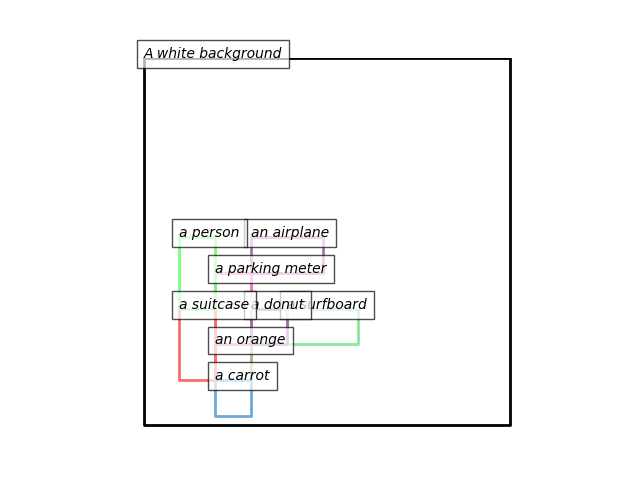 A white background
a person
an airplane
a parking meter
a suitcase
a donut
a surfboard
an orange
a carrot